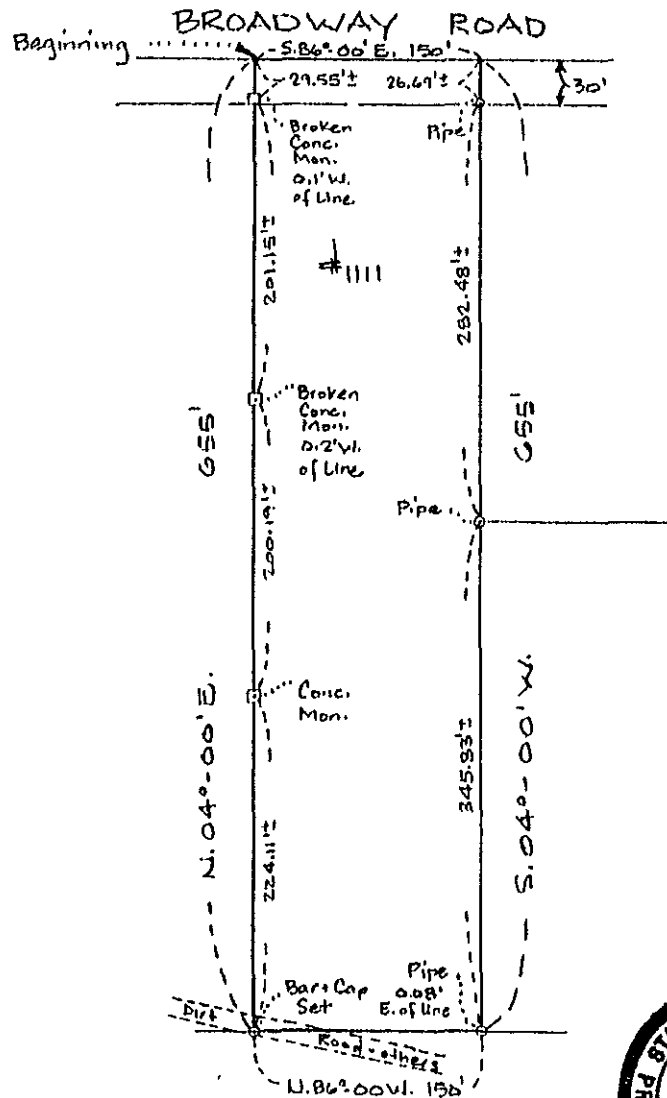 BROADWAY ROAD
Beginning
S.86°-00'E. 150'
29.55'±
26.69'±
30'
Broken
Conc.
Mon.
0.1'W.
of Line
Pipe
201.15'±
#1111
282.48'±
655'
655'
Broken
Conc.
Mon.
0.2'W.
of Line
200.19'±
Pipe
Conc.
Mon.
N.04°-00'E.
S.04°-00'W.
345.83'±
224.11'±
Bar+Cap
Set
Pipe
0.08'
E. of Line
Dirt
Road-others
N.86°-00W. 150'